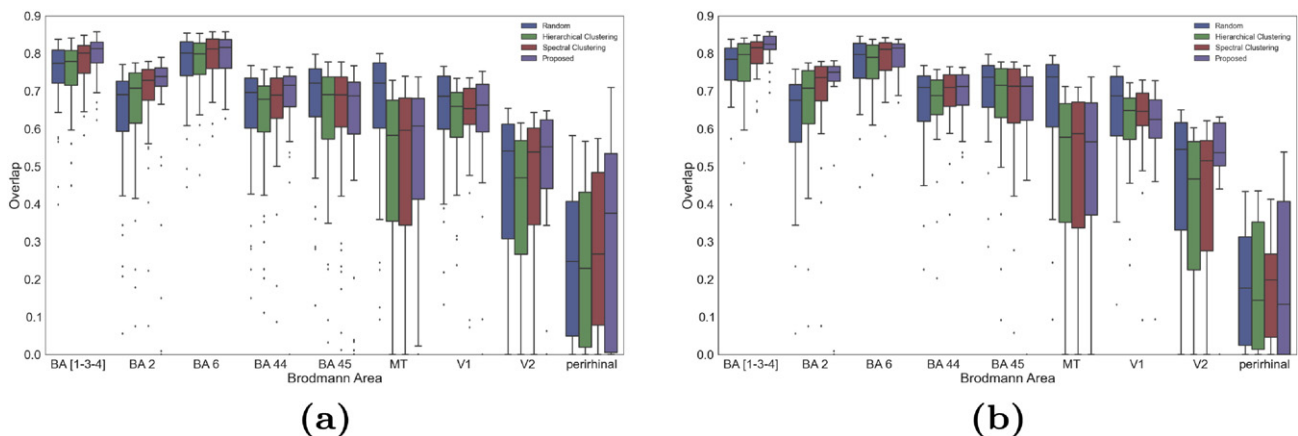 0.9
0.8
0.7
0.6
0.5
0.4
0.3
0.2
0.1
0.0
Overlap
Random
Hierarchical Clustering
Spectral Clustering
Proposed
BA [1-3-4] BA 2 BA 6 BA 44 BA 45 MT V1 V2 perirhinal
Brodmann Area
(a)
0.9
0.8
0.7
0.6
0.5
0.4
0.3
0.2
0.1
0.0
Overlap
Random
Hierarchical Clustering
Spectral Clustering
Proposed
BA [1-3-4] BA 2 BA 6 BA 44 BA 45 MT V1 V2 perirhinal
Brodmann Area
(b)